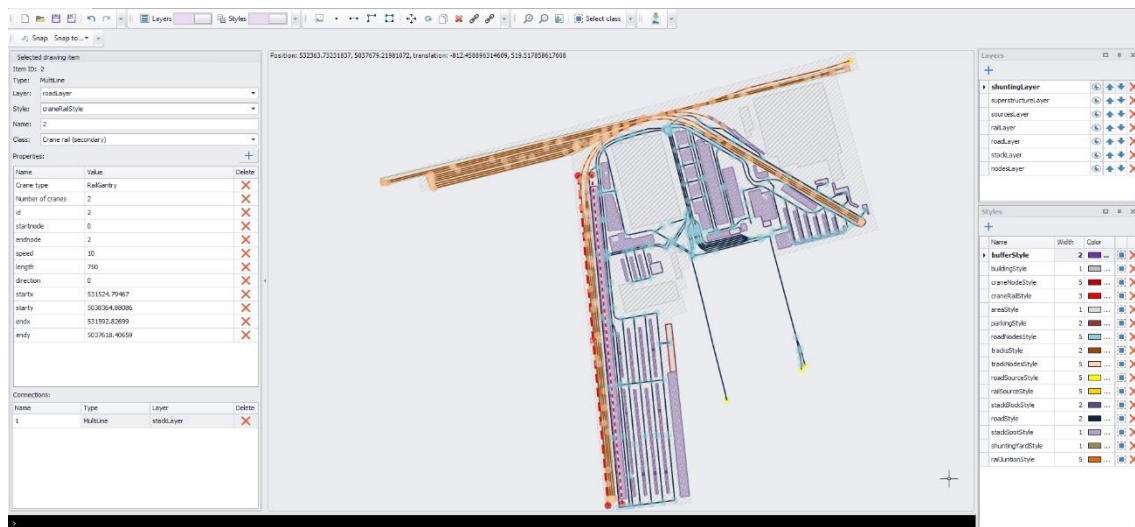 Layers Styles Select class
Snap Snap to...
Selected drawing item
Item ID: 2
Type: MultiLine
Layer: roadLayer
Style: craneRailStyle
Name: 2
Class: Crane rail (secondary)
Properties:
Name Value Delete
Crane type RailGantry
Number of cranes 2
id 2
startnode 0
endnode 2
speed 10
length 750
direction 0
startx 531524.79467
starty 5038364.88086
endx 531592.82699
endy 5037618.40659
Connections:
Name Type Layer Delete
1 MultiLine stackLayer
Position: 532363.73231837, 5037679.21981072, translation: -812.458896314609, 519.517858617008
Layers
shuntingLayer
superstructureLayer
sourcesLayer
railLayer
roadLayer
stackLayer
nodesLayer
Styles
Name Width Color
bufferStyle 2 ...
buildingStyle 1 ...
craneNodeStyle 5 ...
craneRailStyle 3 ...
areaStyle 1 ...
parkingStyle 2 ...
roadNodesStyle 5 ...
tracksStyle 2 ...
trackNodesStyle 5 ...
roadSourceStyle 5 ...
railSourceStyle 5 ...
stackBlockStyle 2 ...
roadStyle 2 ...
stackSpotStyle 1 ...
shuntingYardStyle 1 ...
railJuntionStyle 5 ...